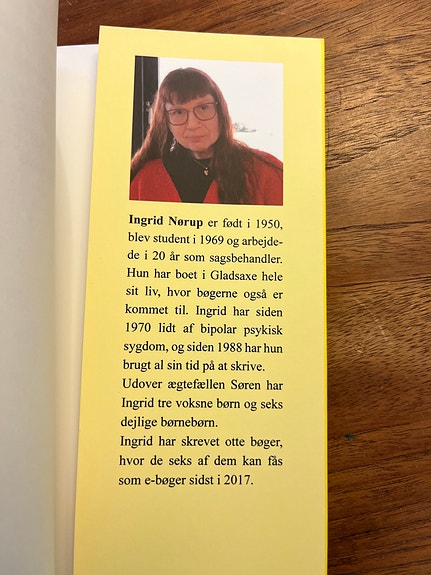 Ingrid Nørup er født i 1950,
blev student i 1969 og arbejde-
de i 20 år som sagsbehandler.
Hun har boet i Gladsaxe hele
sit liv, hvor bøgerne også er
kommet til. Ingrid har siden
1970 lidt af bipolar psykisk
sygdom, og siden 1988 har hun
brugt al sin tid på at skrive.
Udover ægtefællen Søren har
Ingrid tre voksne børn og seks
dejlige børnebørn.
Ingrid har skrevet otte bøger,
hvor de seks af dem kan fås
som e-bøger sidst i 2017.